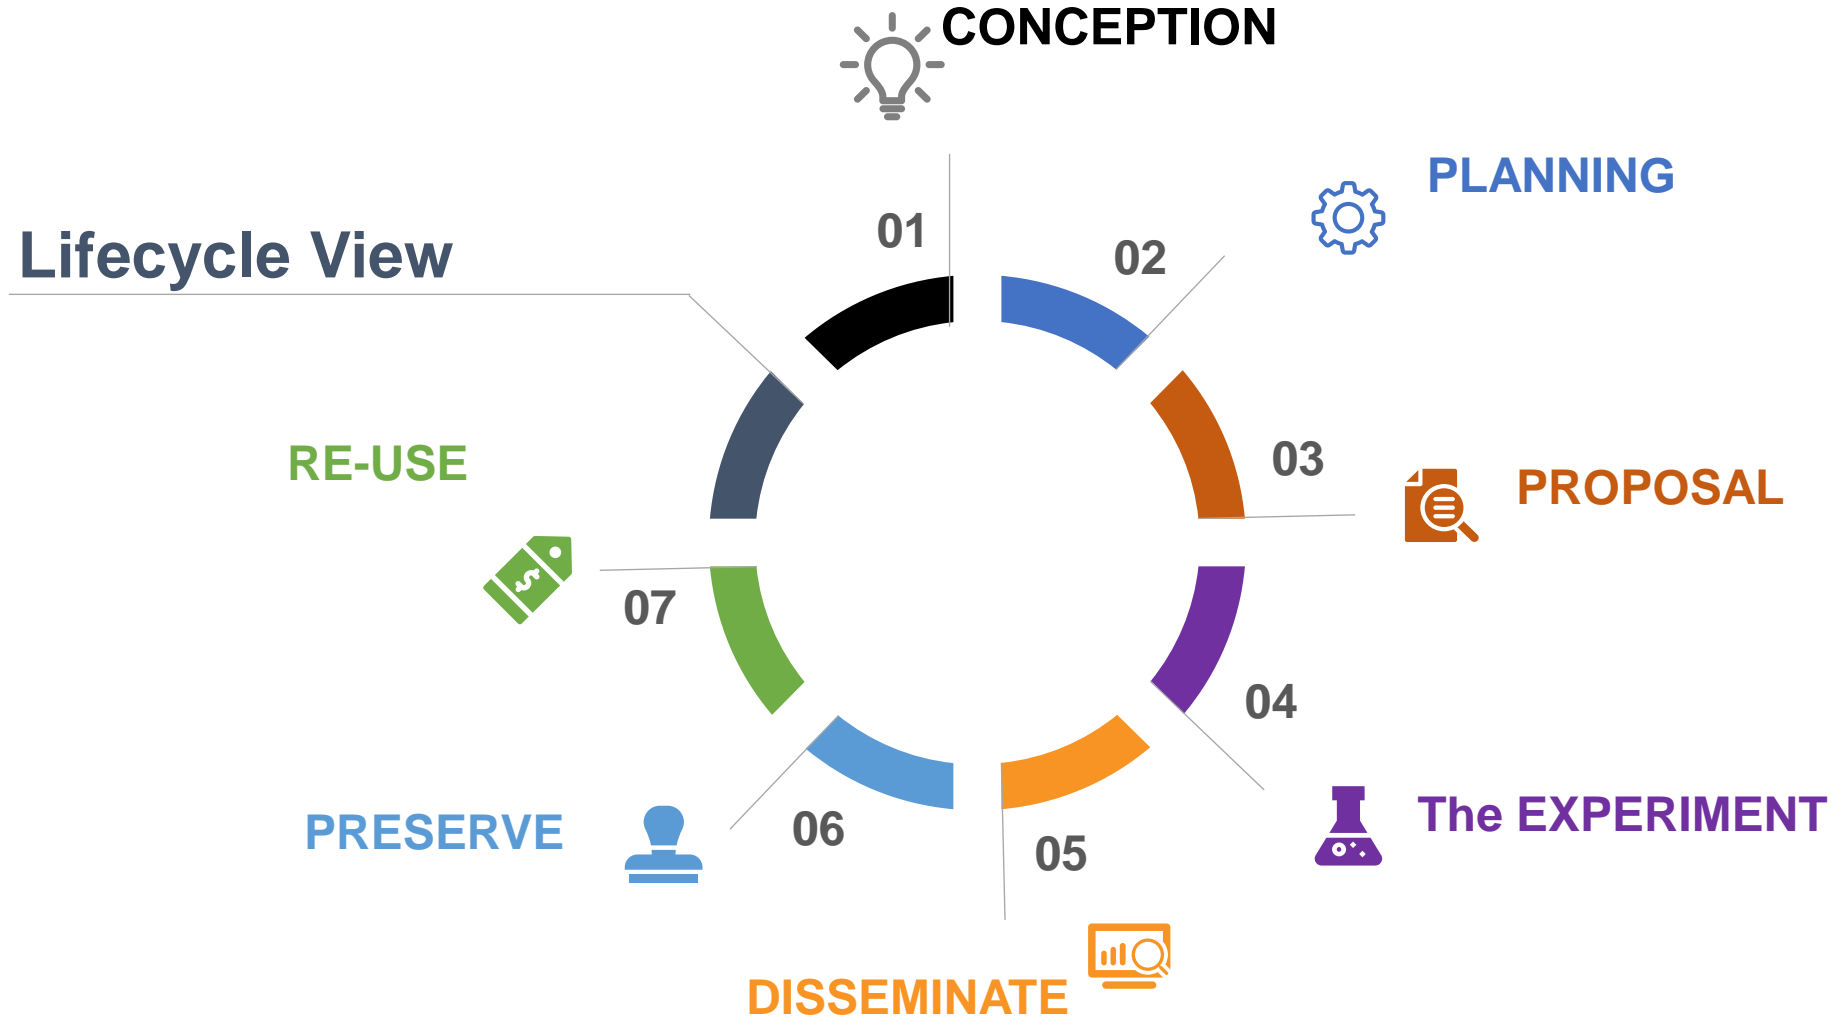 CONCEPTION
PLANNING
01
02
Lifecycle View
03
RE-USE
PROPOSAL
$
07
04
The EXPERIMENT
PRESERVE
06
05
DISSEMINATE